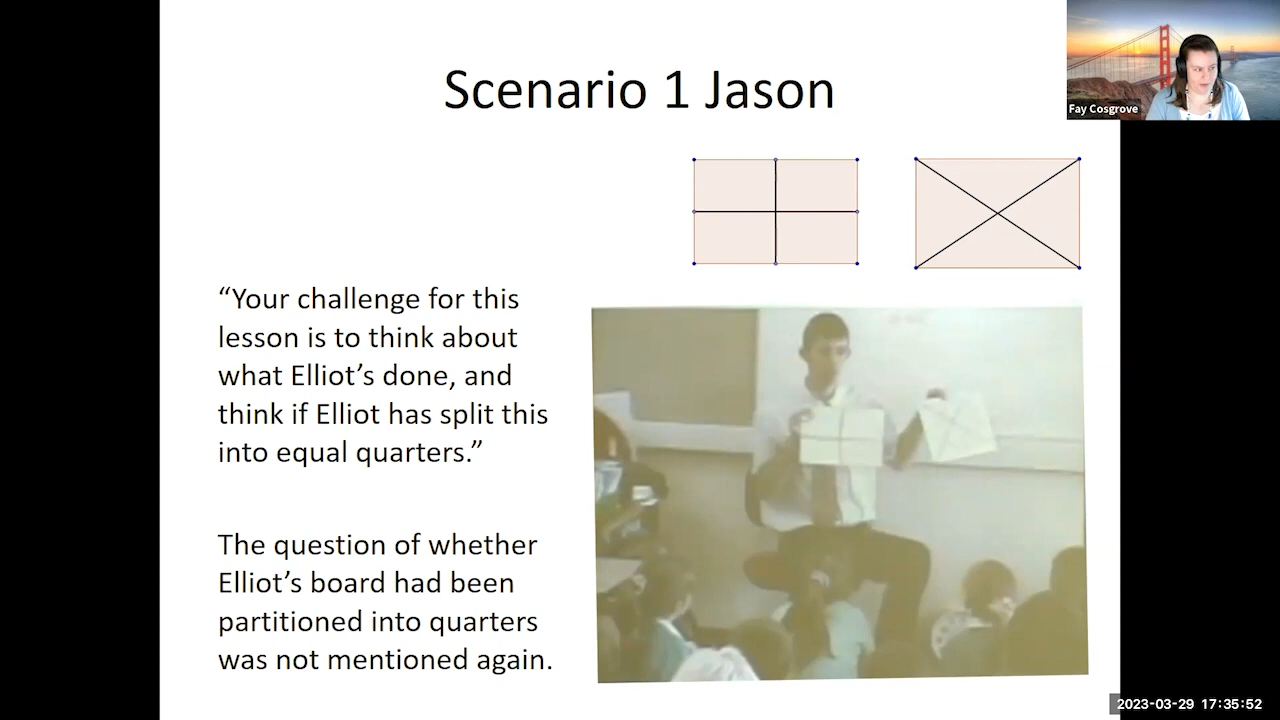 Scenario 1 Jason
Fay Cosgrove
“Your challenge for this
lesson is to think about
what Elliot’s done, and
think if Elliot has split this
into equal quarters.”
The question of whether
Elliot’s board had been
partitioned into quarters
was not mentioned again.
2023-03-29 17:35:52